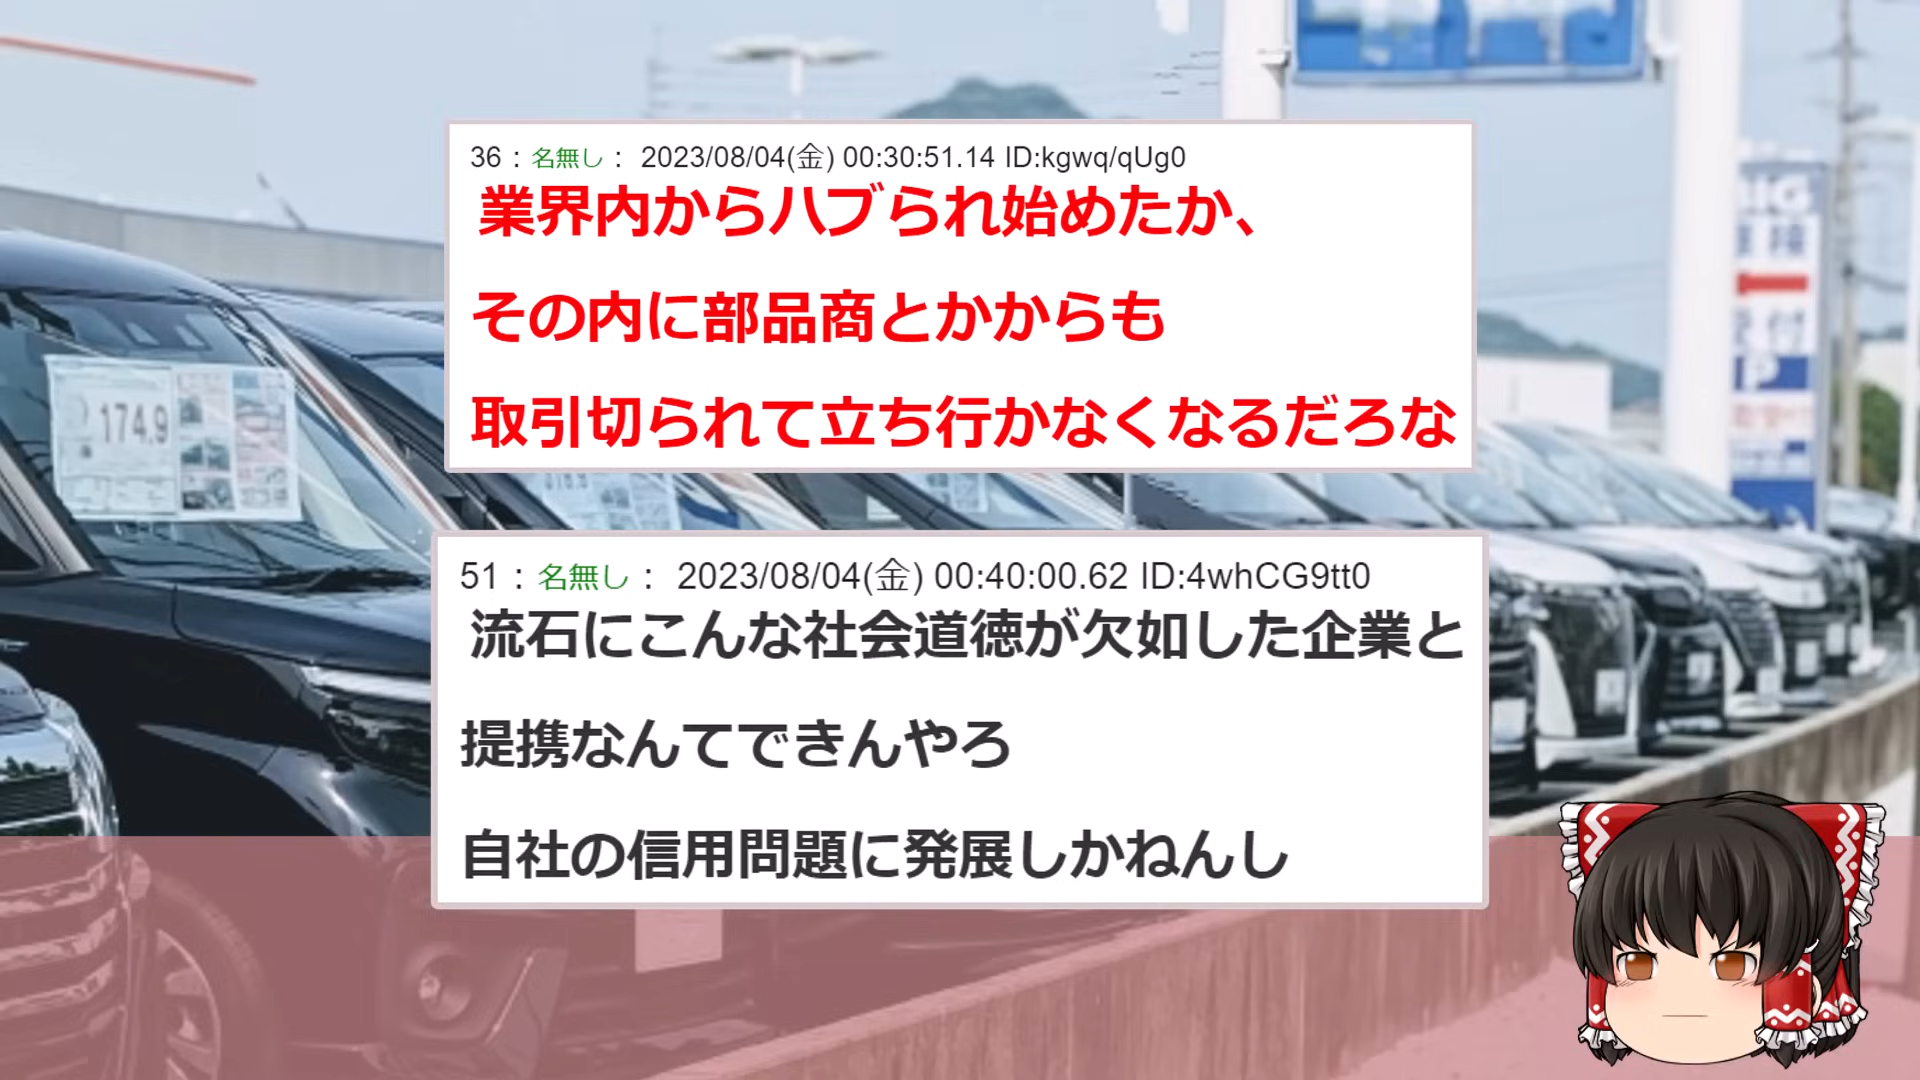 36：名無し： 2023/08/04(金) 00:30:51.14 ID:kgwq/qUg0
業界内からハブられ始めたか、
その内に部品商とかからも
取引切られて立ち行かなくなるだろな
51：名無し： 2023/08/04(金) 00:40:00.62 ID:4whCG9tt0
流石にこんな社会道徳が欠如した企業と
提携なんてできんやろ
自社の信用問題に発展しかねんし
174.9
BIG
P